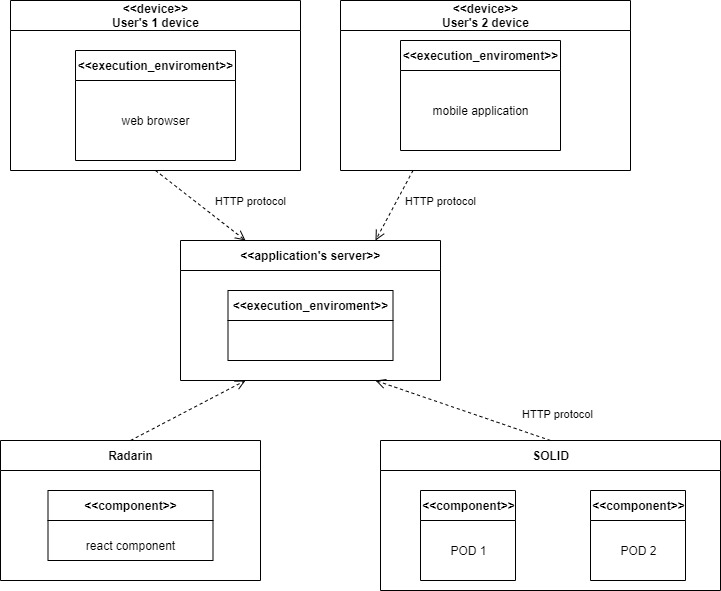 <<device>>
User's 1 device
<<execution_enviroment>>
web browser
<<device>>
User's 2 device
<<execution_enviroment>>
mobile application
HTTP protocol
HTTP protocol
<<application's server>>
<<execution_enviroment>>
HTTP protocol
Radarin
<<component>>
react component
SOLID
<<component>>
POD 1
<<component>>
POD 2